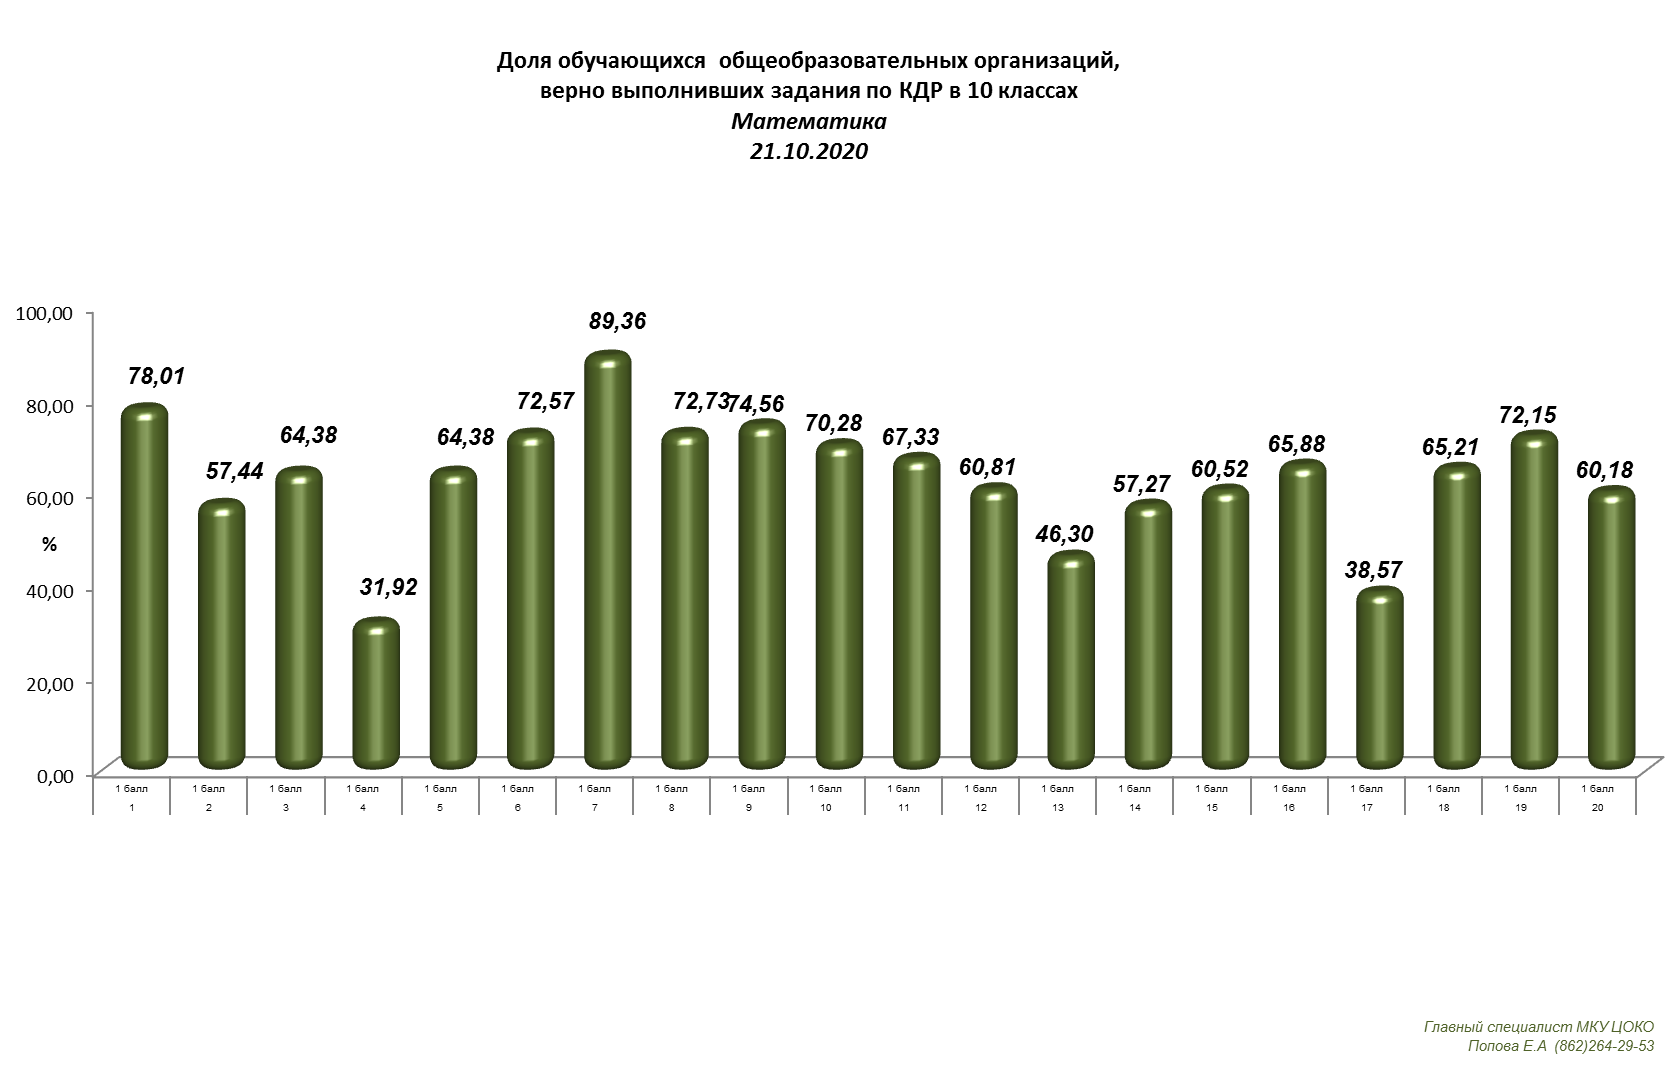 Доля обучающихся  общеобразовательных организаций,
верно выполнивших задания по КДР в 10 классах
Математика
21.10.2020
100,00
80,00
60,00
%
40,00
20,00
0,00
78,01 57,44 64,38 31,92 64,38 72,57 89,36 72,73 74,56 70,28 67,33 60,81 46,30 57,27 60,52 65,88 38,57 65,21 72,15 60,18
1 балл 1 балл 1 балл 1 балл 1 балл 1 балл 1 балл 1 балл 1 балл 1 балл 1 балл 1 балл 1 балл 1 балл 1 балл 1 балл 1 балл 1 балл 1 балл 1 балл
1 2 3 4 5 6 7 8 9 10 11 12 13 14 15 16 17 18 19 20
Главный специалист МКУ ЦОКО
Попова Е.А  (862)264-29-53